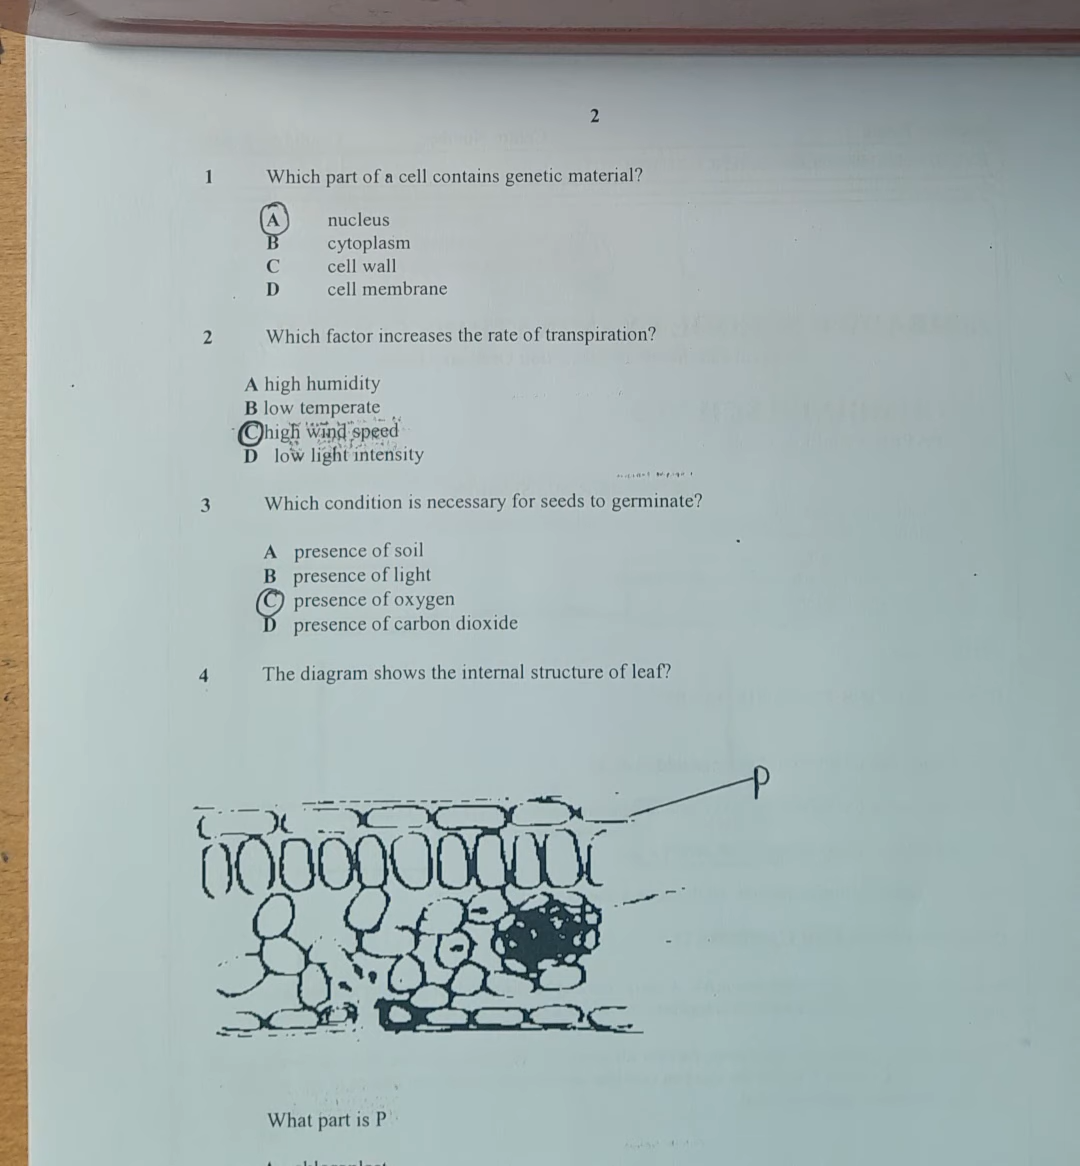 2
1 Which part of a cell contains genetic material?
A nucleus
B cytoplasm
C cell wall
D cell membrane
2 Which factor increases the rate of transpiration?
A high humidity
B low temperate
C high wind speed
D low light intensity
3 Which condition is necessary for seeds to germinate?
A presence of soil
B presence of light
C presence of oxygen
D presence of carbon dioxide
4 The diagram shows the internal structure of leaf?
P
What part is P